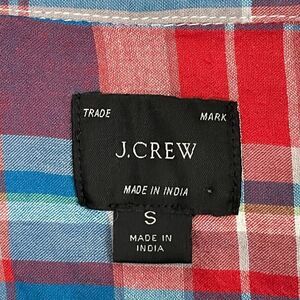 TRADE MARK
J.CREW
MADE IN INDIA
S
MADE IN
INDIA